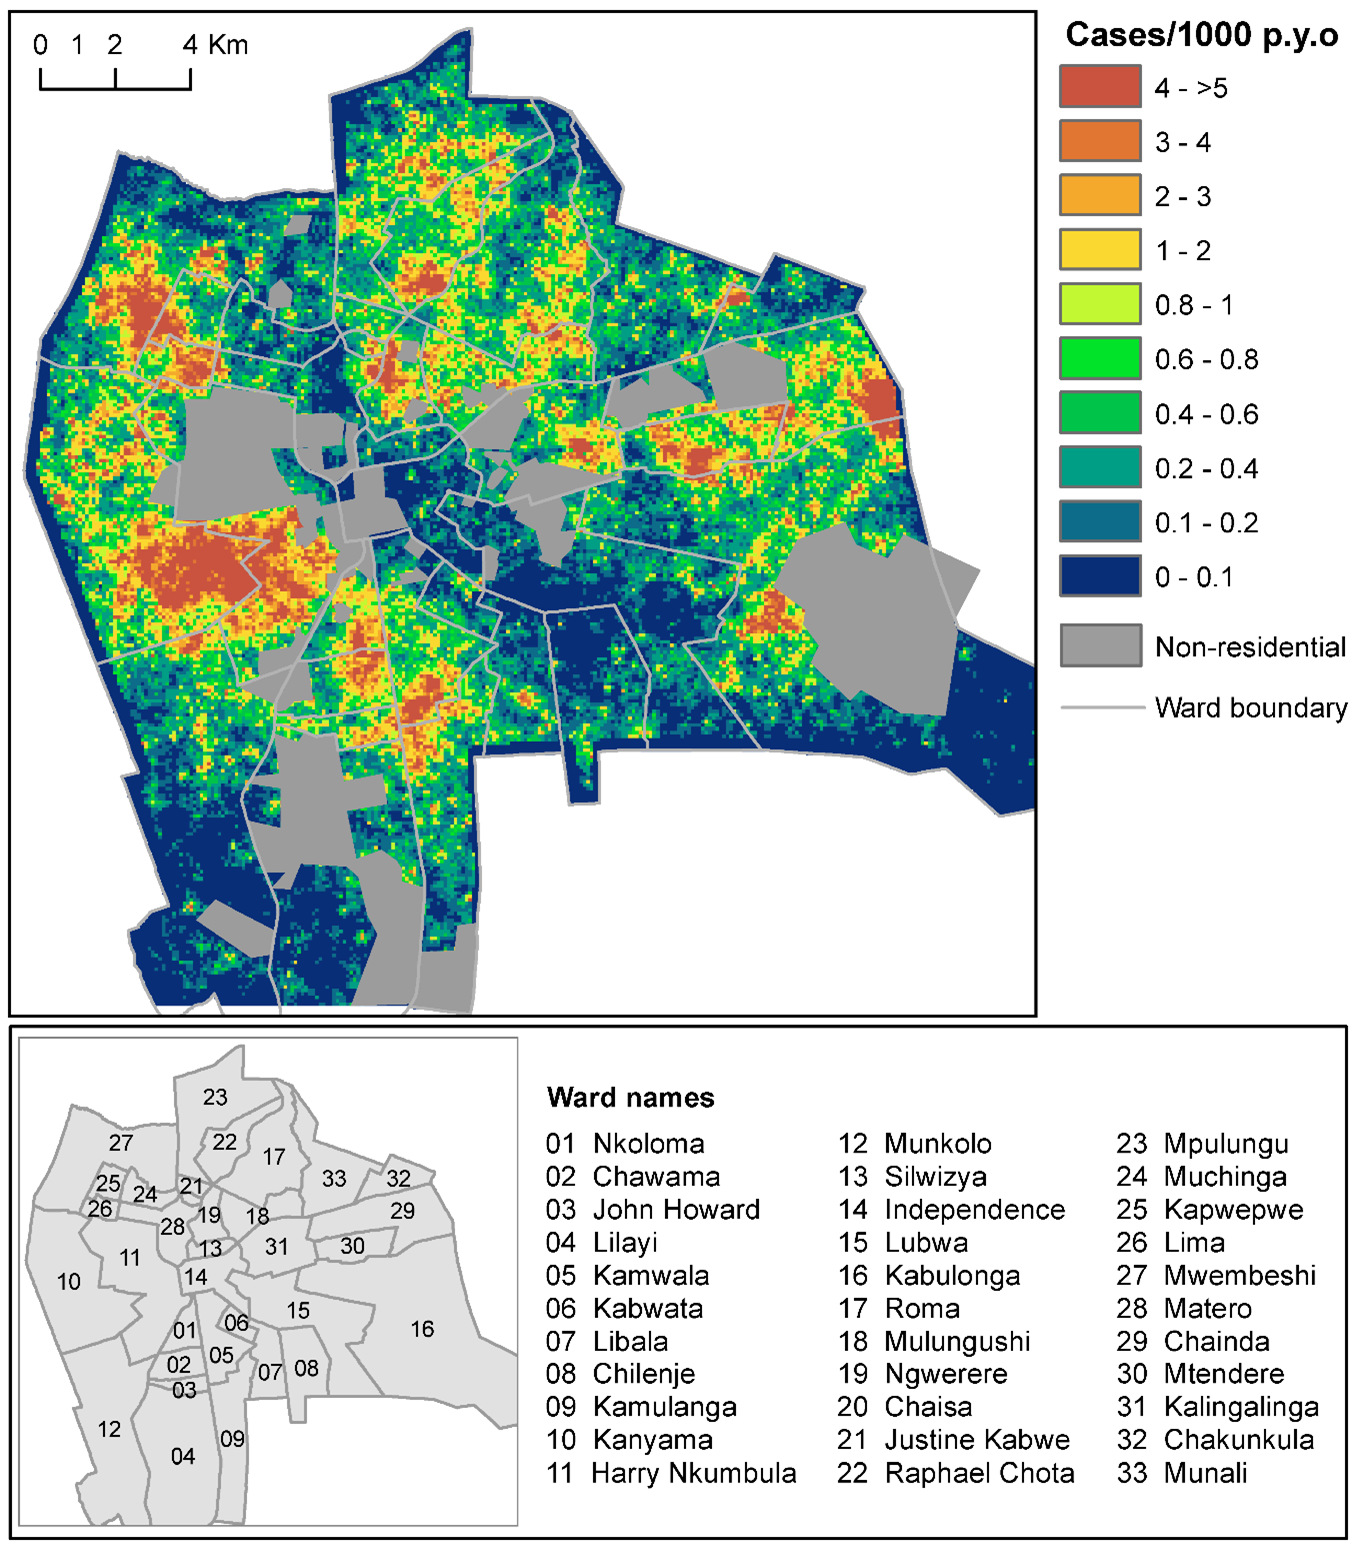 0 1 2 4 Km
Cases/1000 p.y.o
4 - >5
3 - 4
2 - 3
1 - 2
0.8 - 1
0.6 - 0.8
0.4 - 0.6
0.2 - 0.4
0.1 - 0.2
0 - 0.1
Non-residential
Ward boundary
23
27
22
17
33
32
25
24
21
26
28
19
18
29
11
13
31
30
10
14
15
01
06
16
02
05
07
08
03
12
04
09
Ward names
01 Nkoloma
02 Chawama
03 John Howard
04 Lilayi
05 Kamwala
06 Kabwata
07 Libala
08 Chilenje
09 Kamulanga
10 Kanyama
11 Harry Nkumbula
12 Munkolo
13 Silwizya
14 Independence
15 Lubwa
16 Kabulonga
17 Roma
18 Mulungushi
19 Ngwerere
20 Chaisa
21 Justine Kabwe
22 Raphael Chota
23 Mpulungu
24 Muchinga
25 Kapwepwe
26 Lima
27 Mwembeshi
28 Matero
29 Chainda
30 Mtendere
31 Kalingalinga
32 Chakunkula
33 Munali